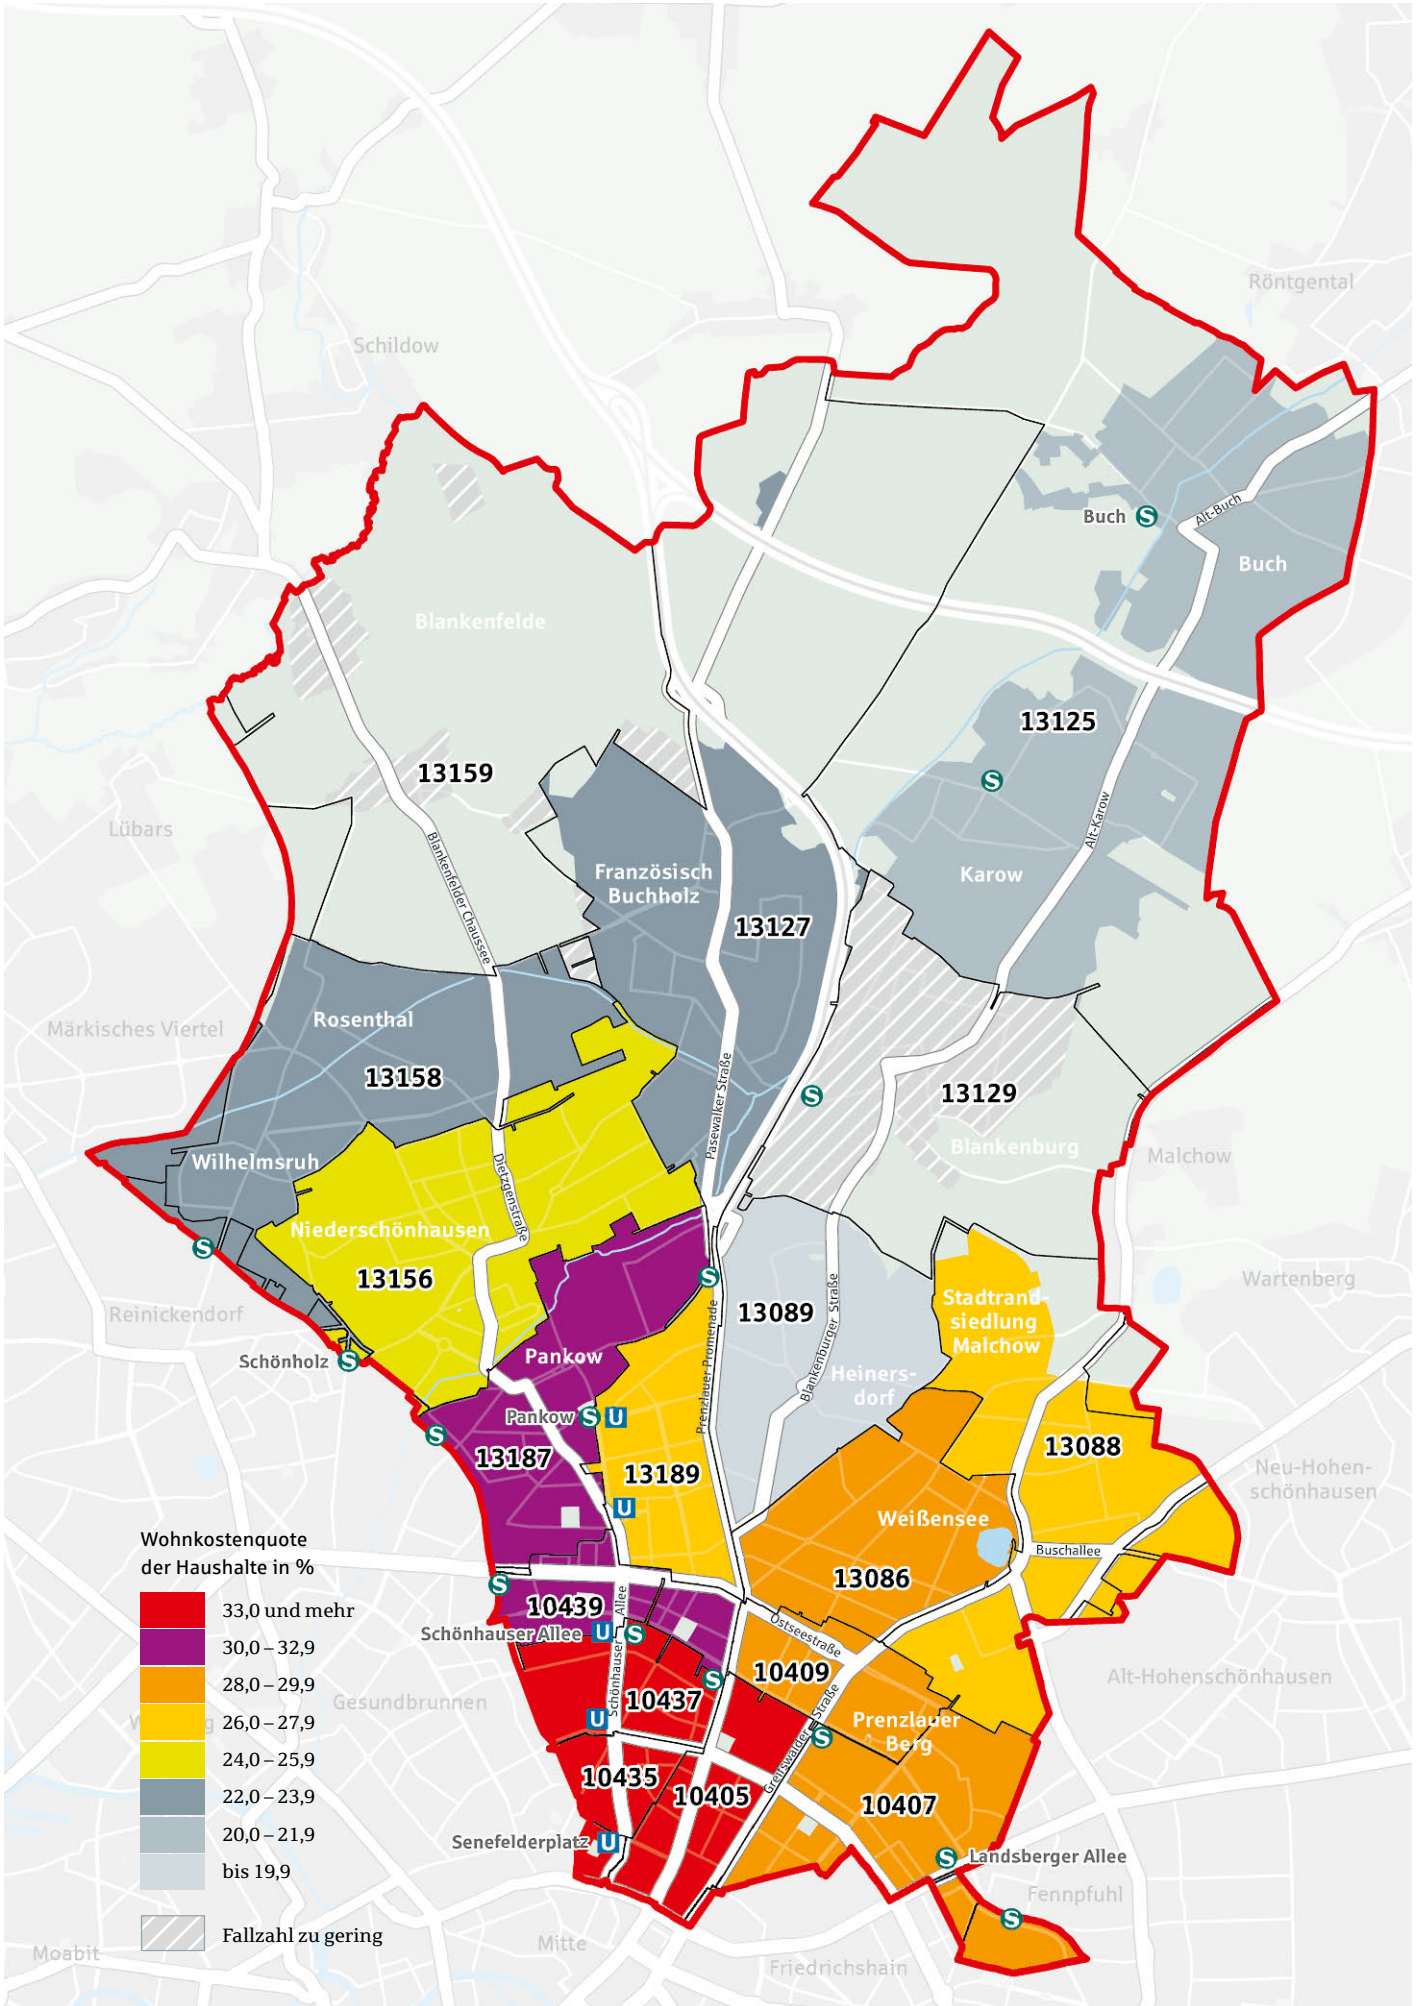 Röntgental
Schildow
Buch
S
Alt-Buch
Buch
Blankenfelde
13125
13159
S
Lübars
Blankenfelder Chaussee
Alt-Karow
Französisch
Buchholz
Karow
13127
Märkisches Viertel
Rosenthal
13158
S
13129
Pasewalker Straße
Blankenburg
Malchow
Wilhelmsruh
Dietzgenstraße
Niederschönhausen
S
13156
S
Wartenberg
Reinickendorf
13089
Stadtrand-
siedlung
Malchow
Prenzlauer Promenade
Blankenburger Straße
Schönholz
S
Pankow
Heiners-
dorf
Pankow
S
U
S
13187
13189
13088
Neu-Hohen-
schönhausen
U
Weißensee
Buschallee
13086
Wohnkostenquote
der Haushalte in %
33,0 und mehr
30,0 – 32,9
28,0 – 29,9
26,0 – 27,9
24,0 – 25,9
22,0 – 23,9
20,0 – 21,9
bis 19,9
Fallzahl zu gering
S
10439
Schönhauser Allee
Schönhauser Allee
U
S
Ostseestraße
10409
S
Alt-Hohenschönhausen
Gesundbrunnen
10437
Greifswalder Straße
U
S
Prenzlauer
Berg
10435
10405
10407
Senefelderplatz
U
S
Landsberger Allee
Fennpfuhl
S
Moabit
Mitte
Friedrichshain